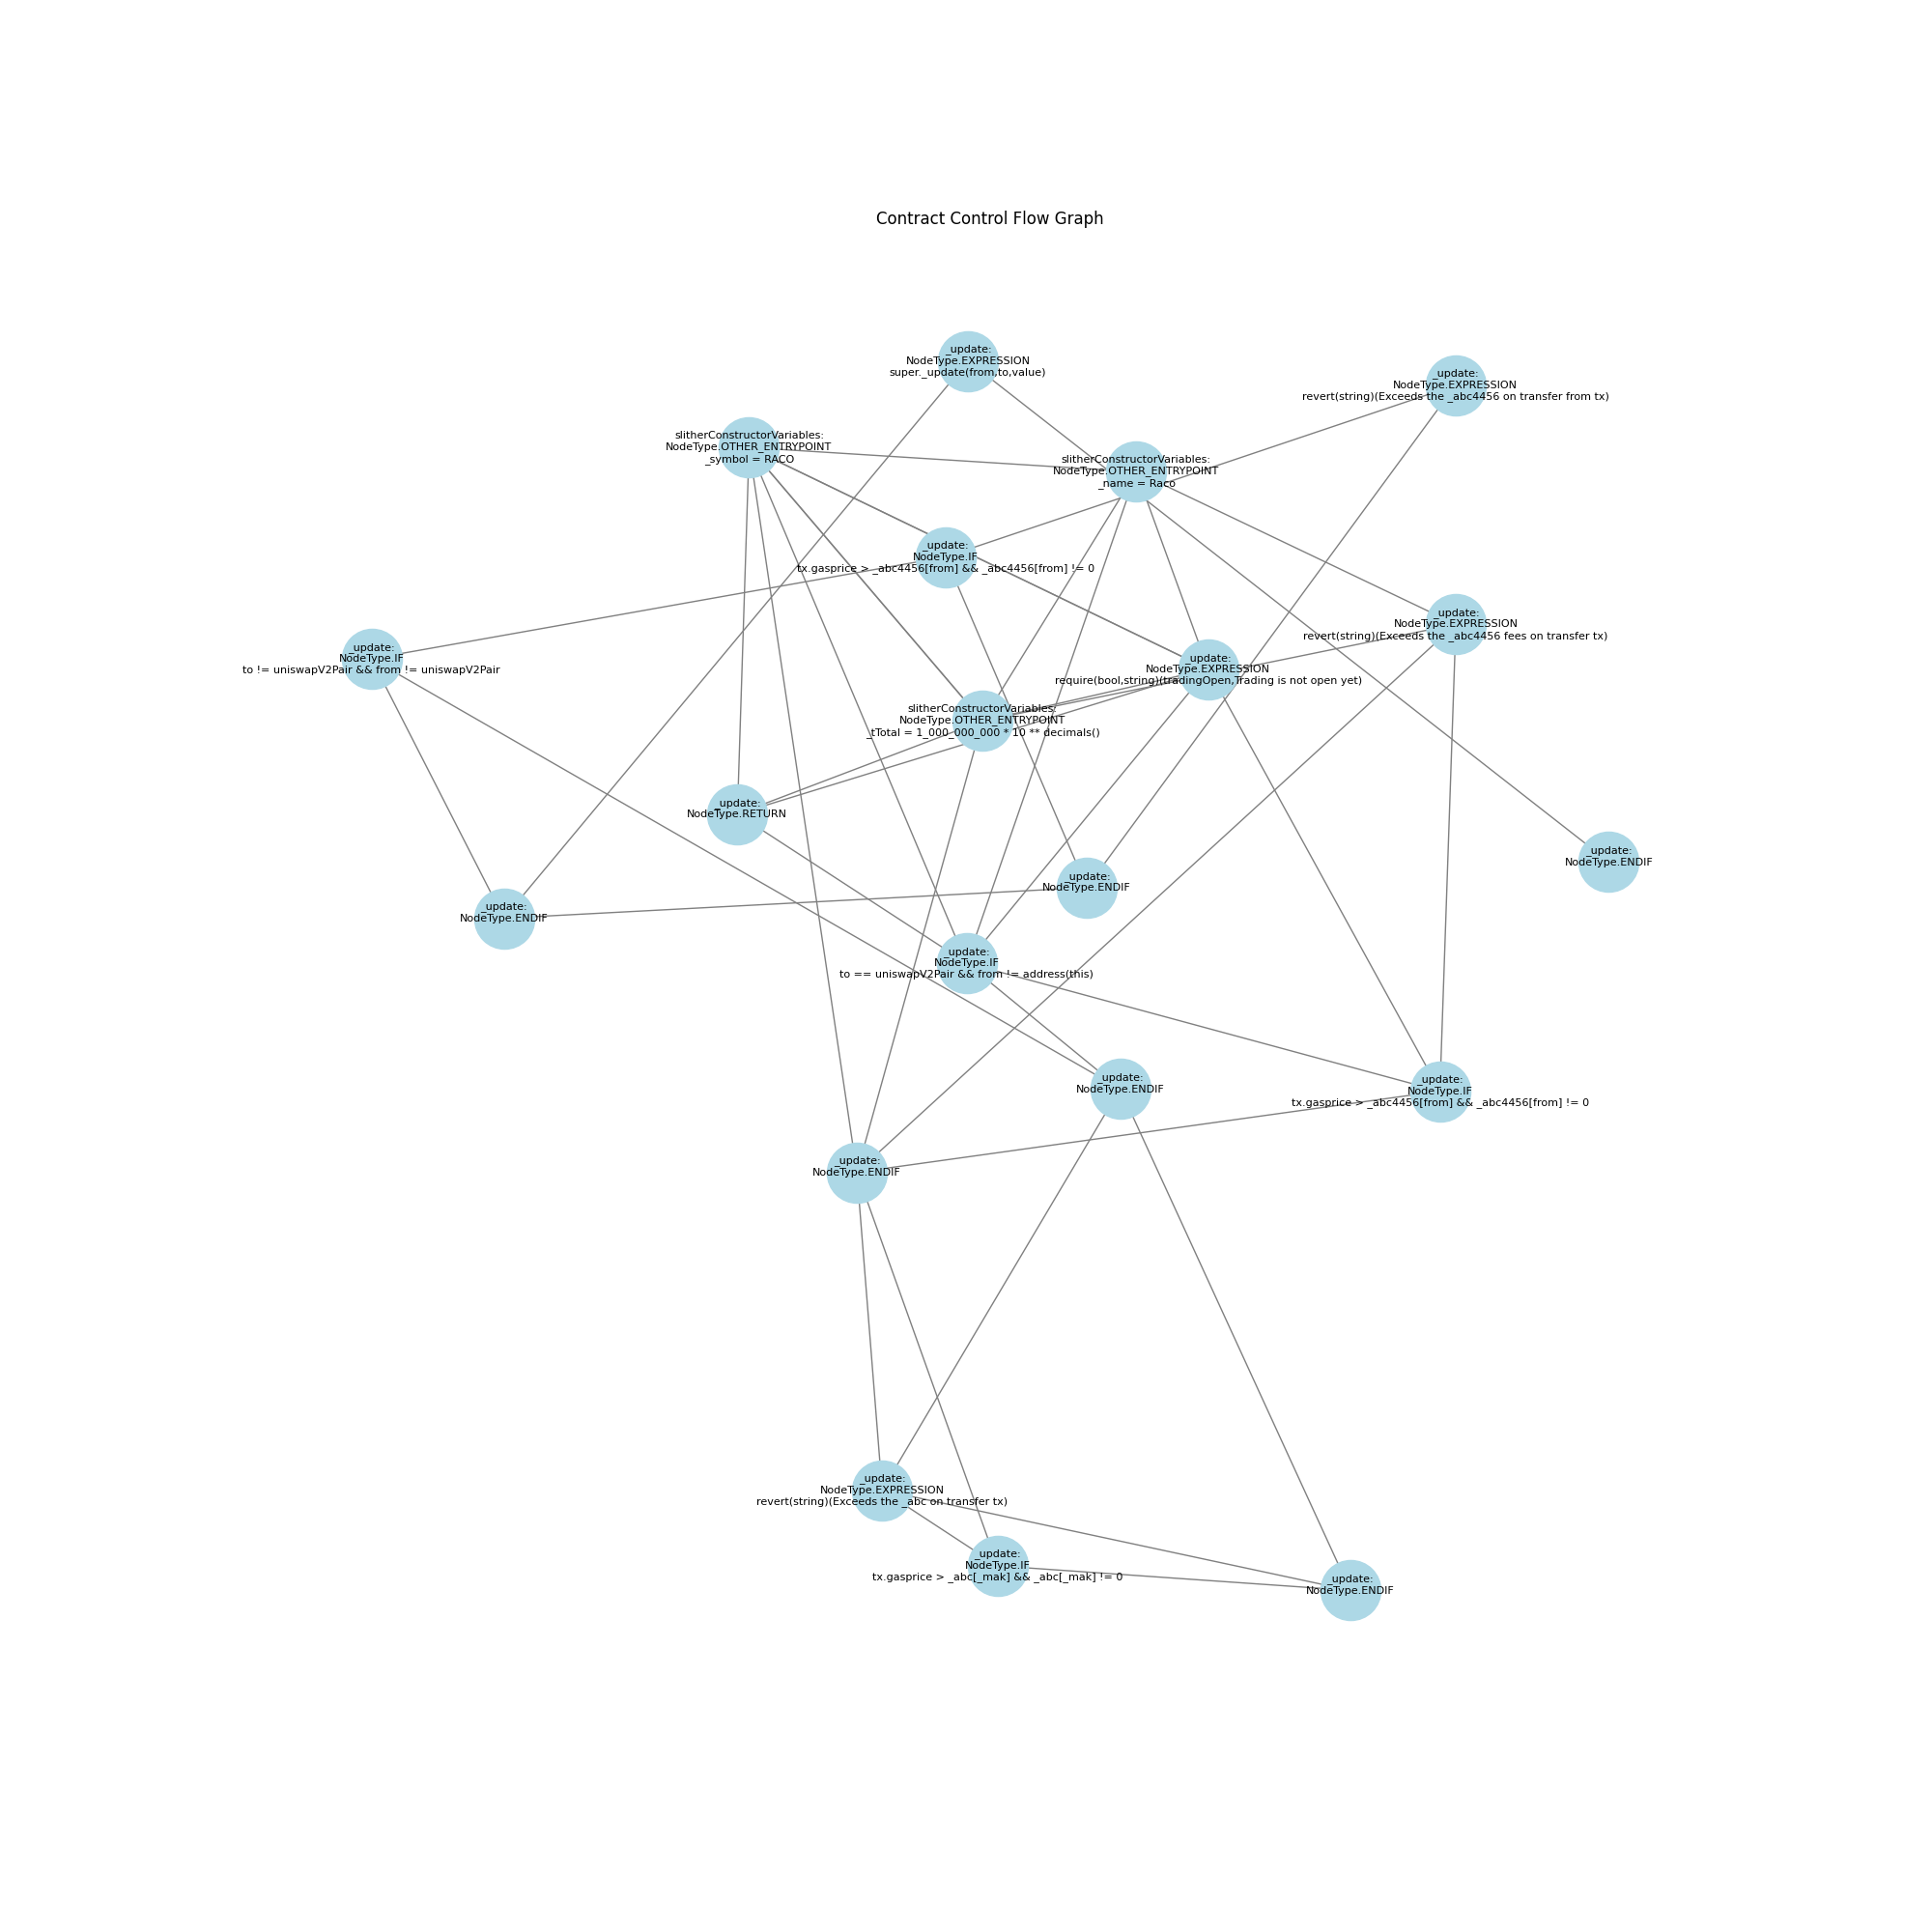 Contract Control Flow Graph
_update:
NodeType.EXPRESSION
super._update(from,to,value)
_update:
NodeType.EXPRESSION
revert(string)(Exceeds the _abc4456 on transfer from tx)
slitherConstructorVariables:
NodeType.OTHER_ENTRYPOINT
_symbol = RACO
slitherConstructorVariables:
NodeType.OTHER_ENTRYPOINT
_name = Raco
_update:
NodeType.IF
tx.gasprice > _abc4456[from] && _abc4456[from] != 0
_update:
NodeType.EXPRESSION
revert(string)(Exceeds the _abc4456 fees on transfer tx)
_update:
NodeType.IF
to != uniswapV2Pair && from != uniswapV2Pair
_update:
NodeType.EXPRESSION
require(bool,string)(tradingOpen,Trading is not open yet)
slitherConstructorVariables:
NodeType.OTHER_ENTRYPOINT
_tTotal = 1_000_000_000 * 10 ** decimals()
_update:
NodeType.RETURN
_update:
NodeType.ENDIF
_update:
NodeType.ENDIF
_update:
NodeType.ENDIF
_update:
NodeType.IF
to == uniswapV2Pair && from != address(this)
_update:
NodeType.ENDIF
_update:
NodeType.IF
tx.gasprice > _abc4456[from] && _abc4456[from] != 0
_update:
NodeType.ENDIF
_update:
NodeType.EXPRESSION
revert(string)(Exceeds the _abc on transfer tx)
_update:
NodeType.IF
tx.gasprice > _abc[_mak] && _abc[_mak] != 0
_update:
NodeType.ENDIF